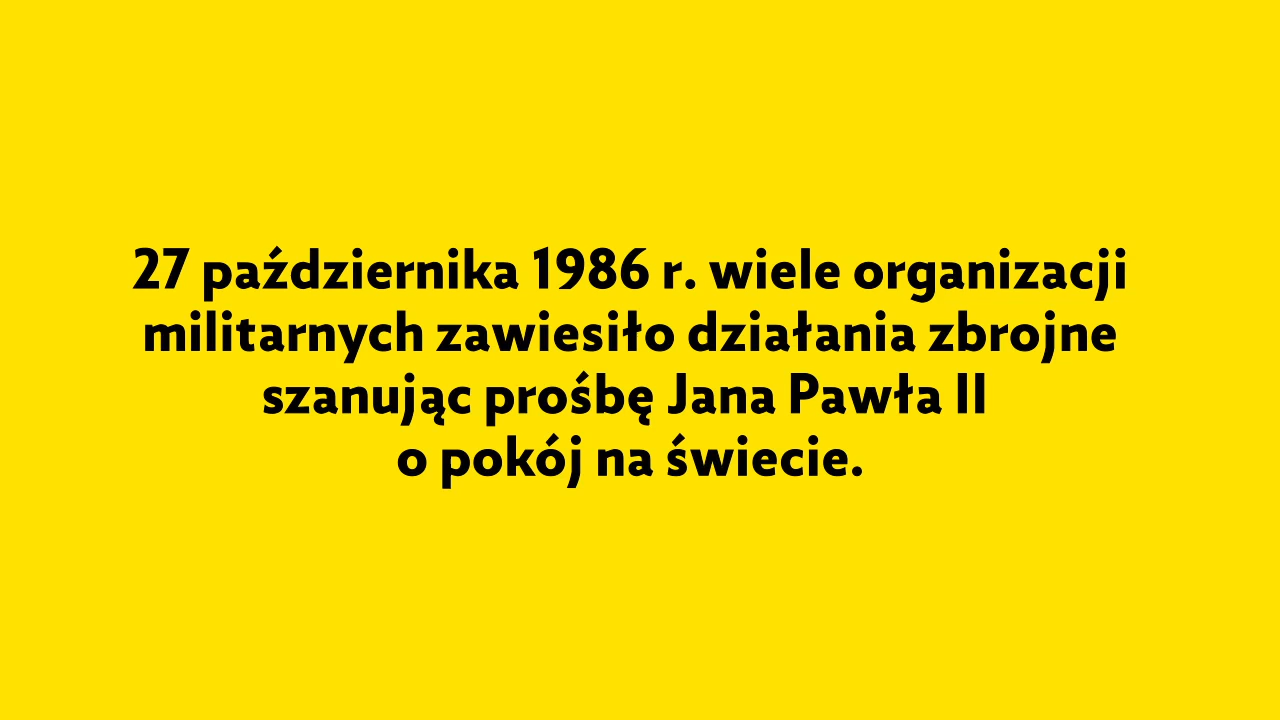 27 października 1986 r. wiele organizacji
militarnych zawiesiło działania zbrojne
szanując prośbę Jana Pawła II
o pokój na świecie.